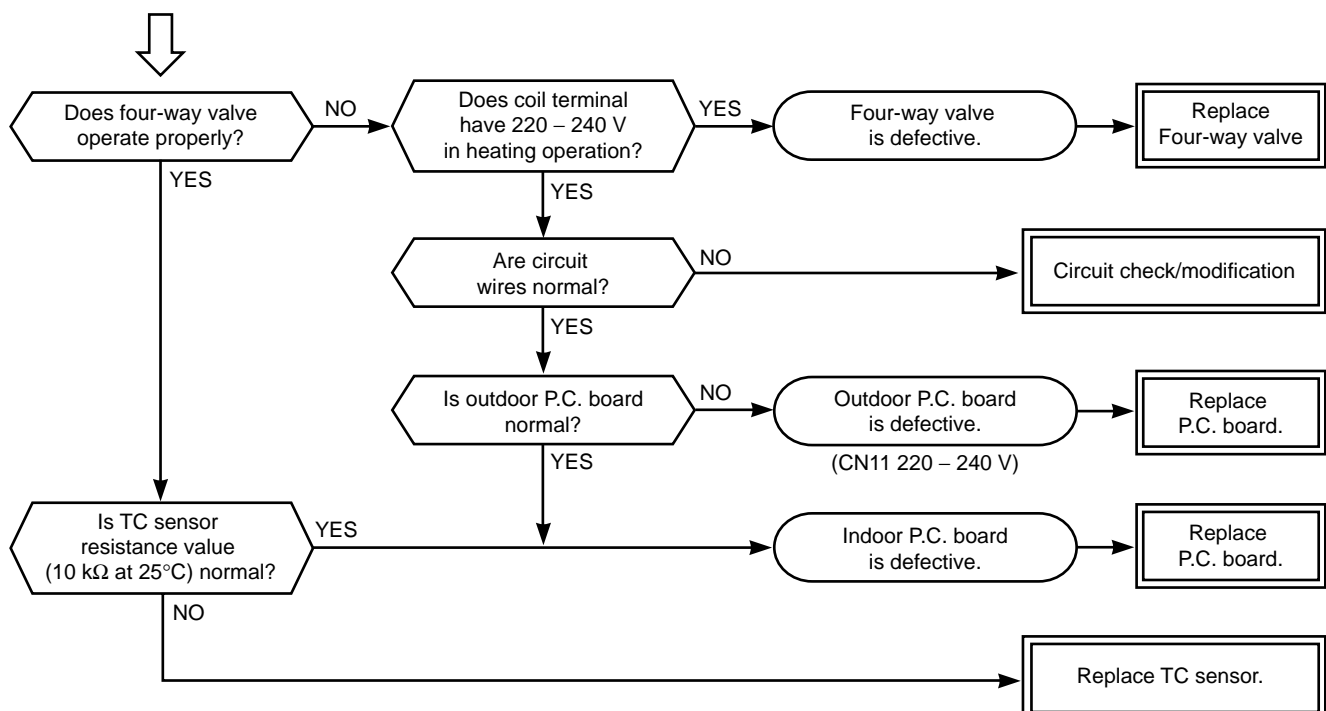 Does four-way valve
operate properly?
NO
Does coil terminal
have 220 – 240 V
in heating operation?
YES
Four-way valve
is defective.
Replace
Four-way valve
YES
YES
Are circuit
wires normal?
NO
Circuit check/modification
YES
Is outdoor P.C. board
normal?
NO
Outdoor P.C. board
is defective.
(CN11 220 – 240 V)
Replace
P.C. board.
YES
Is TC sensor
resistance value
(10 kΩ at 25°C) normal?
YES
Indoor P.C. board
is defective.
Replace
P.C. board.
NO
Replace TC sensor.